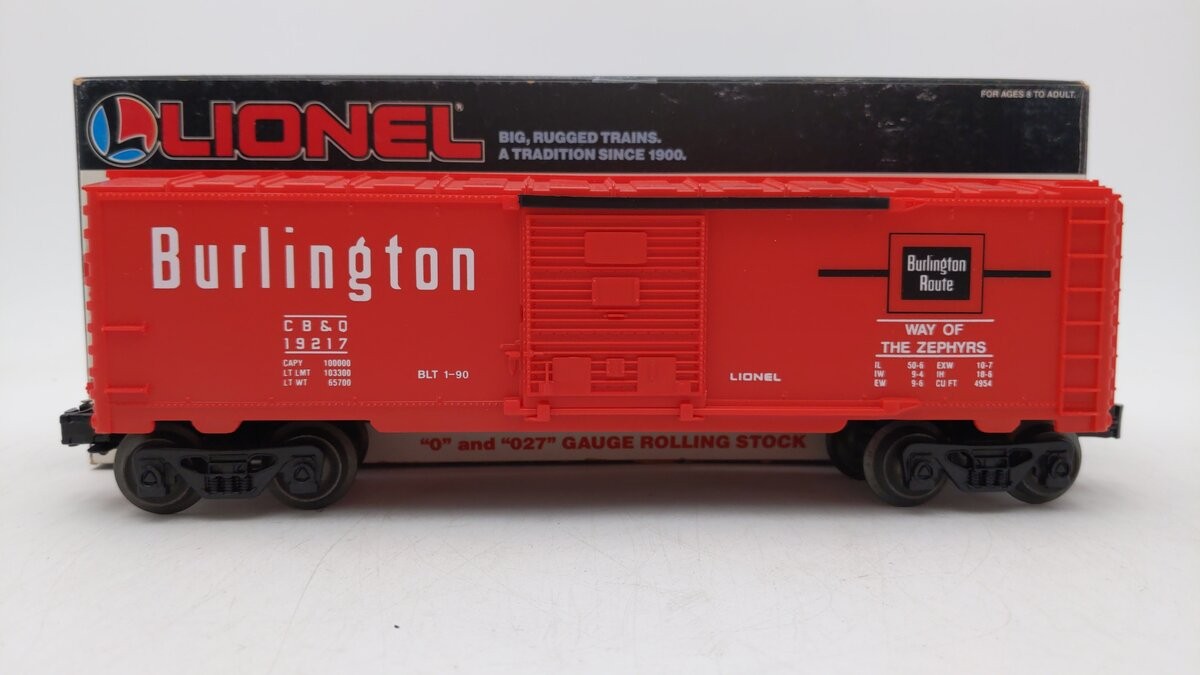 LIONEL
BIG, RUGGED TRAINS.
A TRADITION SINCE 1900.
FOR AGES 8 TO ADULT.
Burlington
CB&Q
19217
CAPY 100000
LT LMT 103300
LT WT 65700
BLT 1-90
LIONEL
Burlington
Route
WAY OF
THE ZEPHYRS
IL 50-6 EXW 10-7
IW 9-4 IH 10-6
EW 9-6 CU FT 4954
"O" and "027" GAUGE ROLLING STOCK